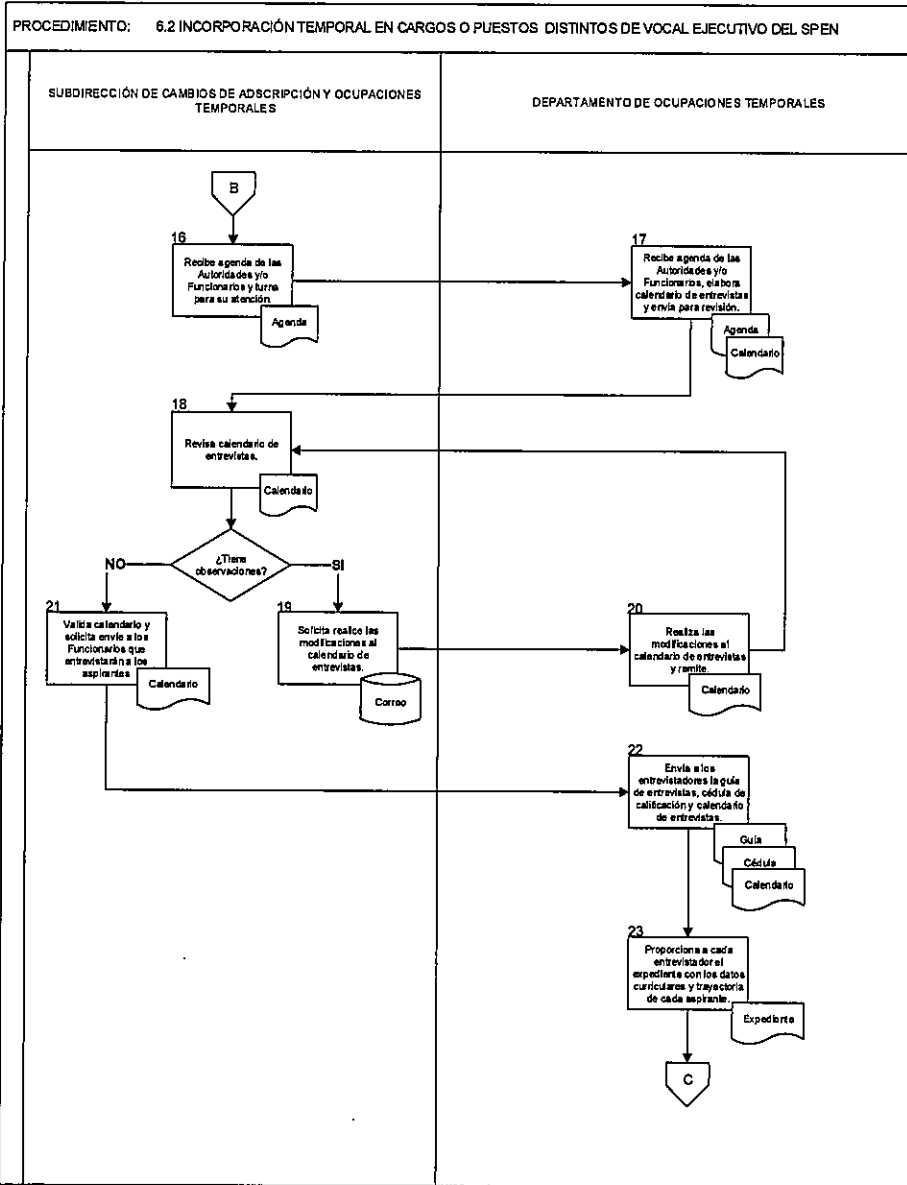 PROCEDIMIENTO: 6.2 INCORPORACIÓN TEMPORAL EN CARGOS O PUESTOS DISTINTOS DE VOCAL EJECUTIVO DEL SPEN
SUBDIRECCIÓN DE CAMBIOS DE ADSCRIPCIÓN Y OCUPACIONES
TEMPORALES
DEPARTAMENTO DE OCUPACIONES TEMPORALES
B
16
Recibe agenda de las
Autoridades y/o
Funcionarios y turna
para su atención.
Agenda
17
Recibe agenda de las
Autoridades y/o
Funcionarios, elabora
calendario de entrevistas
y envía para revisión.
Agenda
Calendario
18
Revisa calendario de
entrevistas.
Calendario
¿Tiene
observaciones?
NO
SI
21
Valida calendario y
solicita envíe a los
Funcionarios que
entrevistarán a los
aspirantes
Calendario
19
Solicita realice las
modificaciones al
calendario de
entrevistas.
Correo
20
Realiza las
modificaciones al
calendario de entrevistas
y remite.
Calendario
22
Envía a los
entrevistadores la guía
de entrevistas, cédula de
calificación y calendario
de entrevistas.
Guía
Cédula
Calendario
23
Proporciona a cada
entrevistador el
expediente con los datos
curriculares y trayectoria
de cada aspirante.
Expediente
C